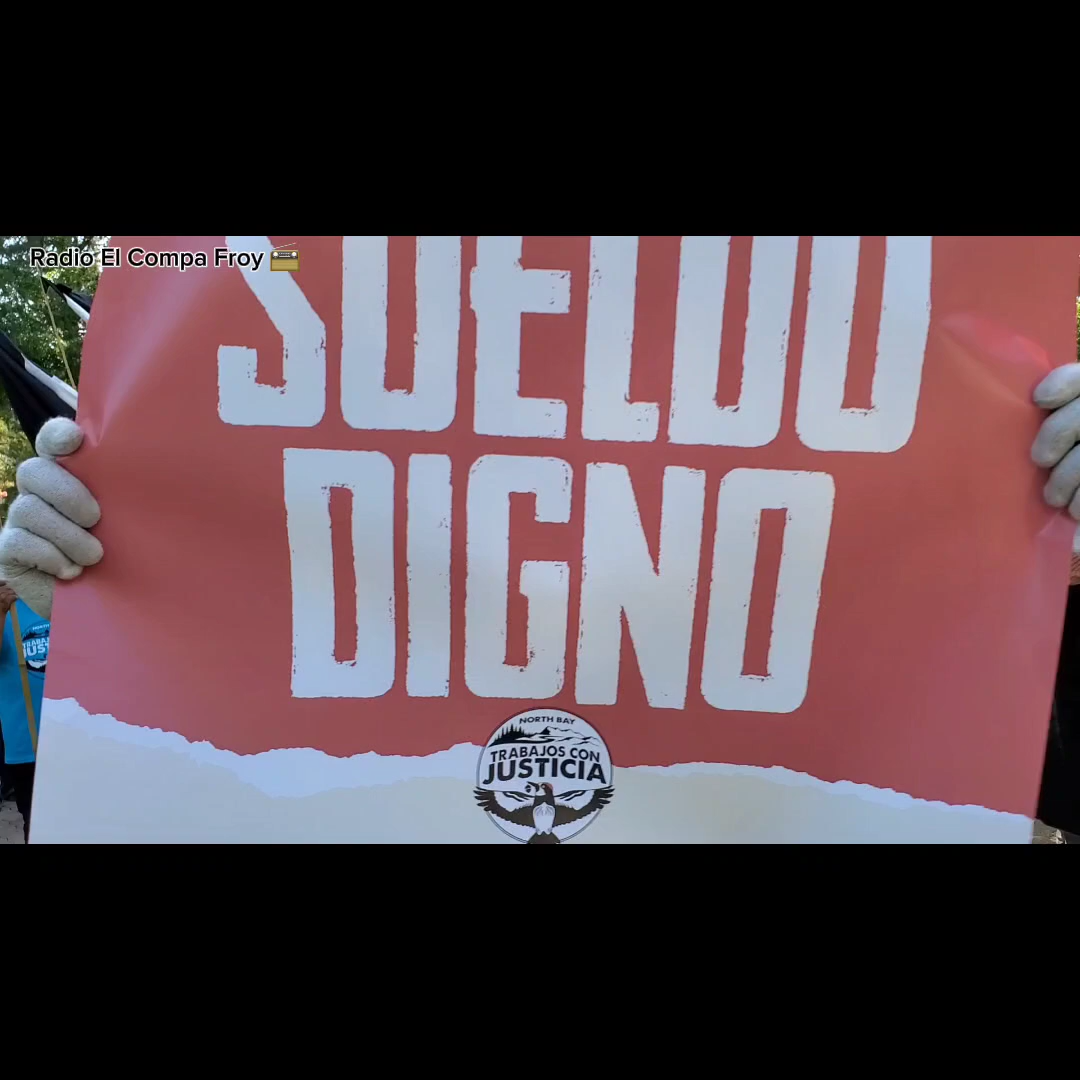 Radio El Compa Froy
SUELDO
DIGNO
NORTH BAY
TRABAJOS CON
JUSTICIA